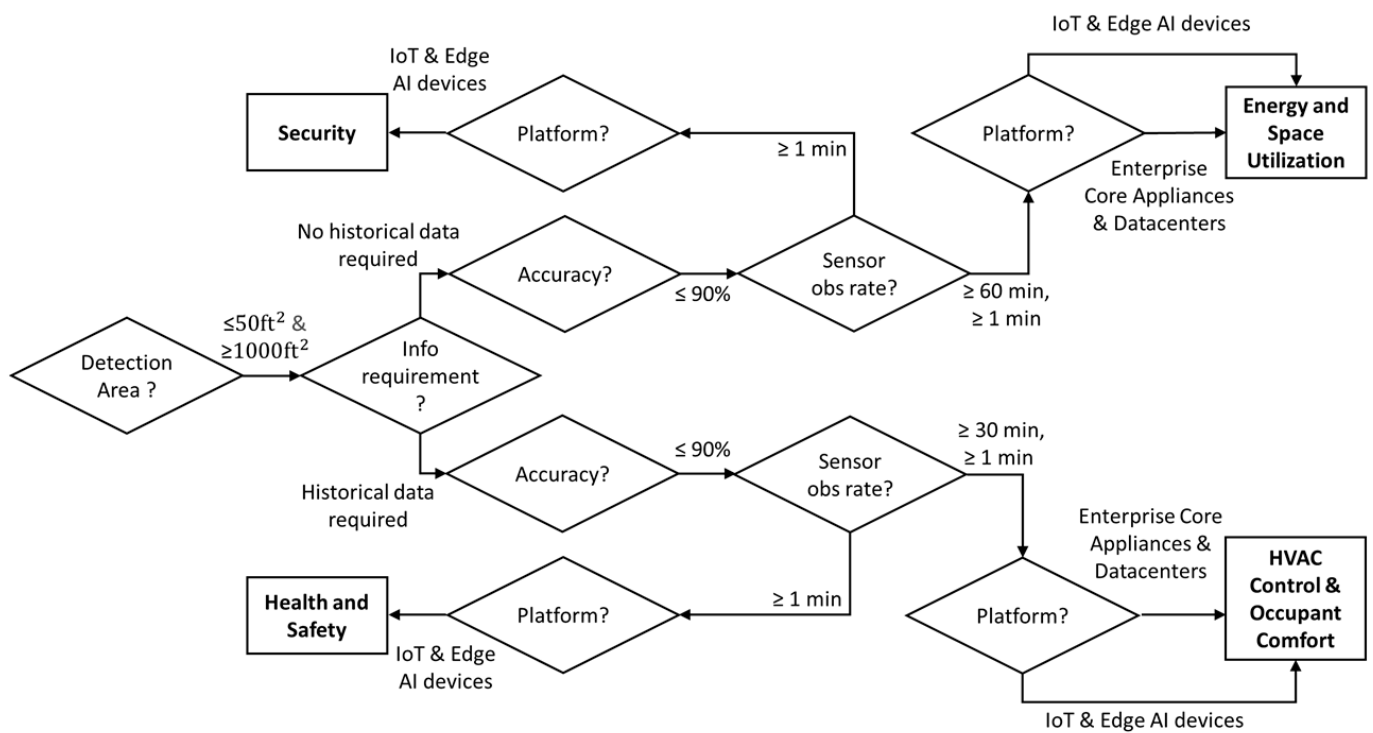 IoT & Edge AI devices
IoT & Edge
AI devices
Security
Platform?
≥ 1 min
Platform?
Energy and
Space
Utilization
Enterprise
Core Appliances
& Datacenters
No historical data
required
Accuracy?
≤ 90%
Sensor
obs rate?
≥ 60 min,
≥ 1 min
Detection
Area ?
≤50ft² &
≥1000ft²
Info
requirement
?
Historical data
required
Accuracy?
≤ 90%
Sensor
obs rate?
≥ 30 min,
≥ 1 min
Enterprise Core
Appliances &
Datacenters
Health and
Safety
IoT & Edge
AI devices
Platform?
≥ 1 min
Platform?
HVAC
Control &
Occupant
Comfort
IoT & Edge AI devices